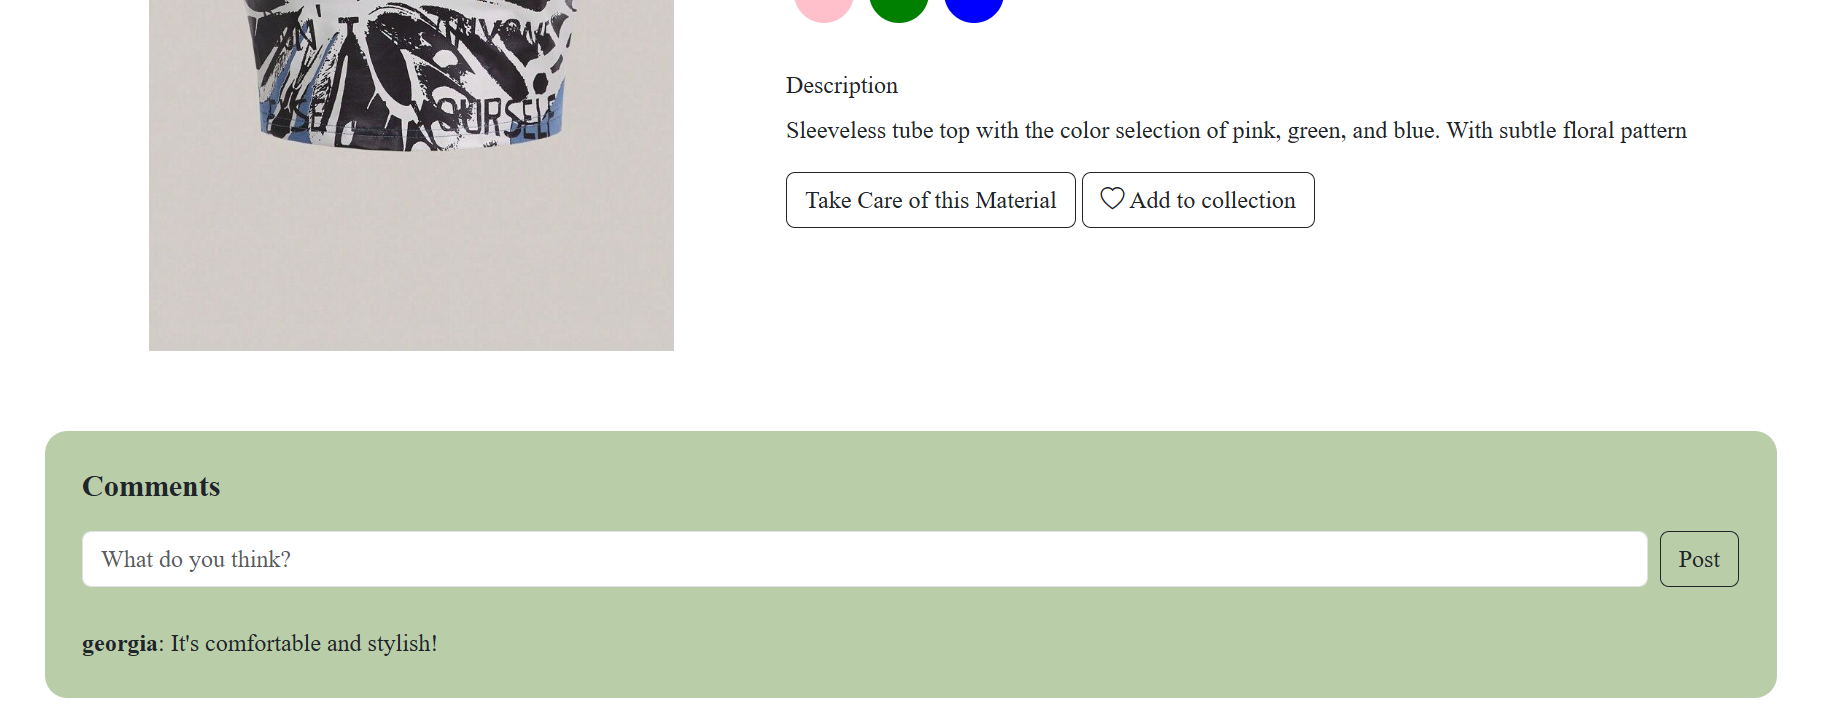 YOURSELF
Description
Sleeveless tube top with the color selection of pink, green, and blue. With subtle floral pattern
Take Care of this Material
Add to collection
Comments
What do you think?
Post
georgia: It's comfortable and stylish!